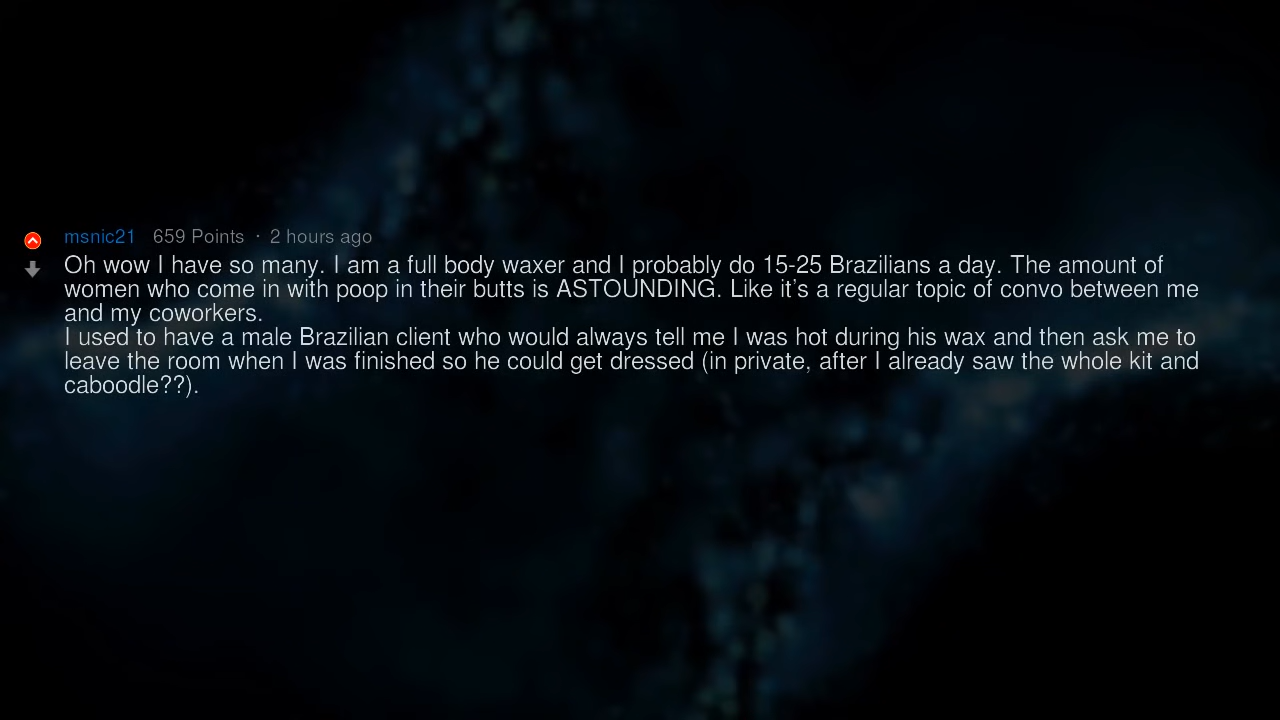 msnic21 659 Points · 2 hours ago
Oh wow I have so many. I am a full body waxer and I probably do 15-25 Brazilians a day. The amount of
women who come in with poop in their butts is ASTOUNDING. Like it's a regular topic of convo between me
and my coworkers.
I used to have a male Brazilian client who would always tell me I was hot during his wax and then ask me to
leave the room when I was finished so he could get dressed (in private, after I already saw the whole kit and
caboodle??).